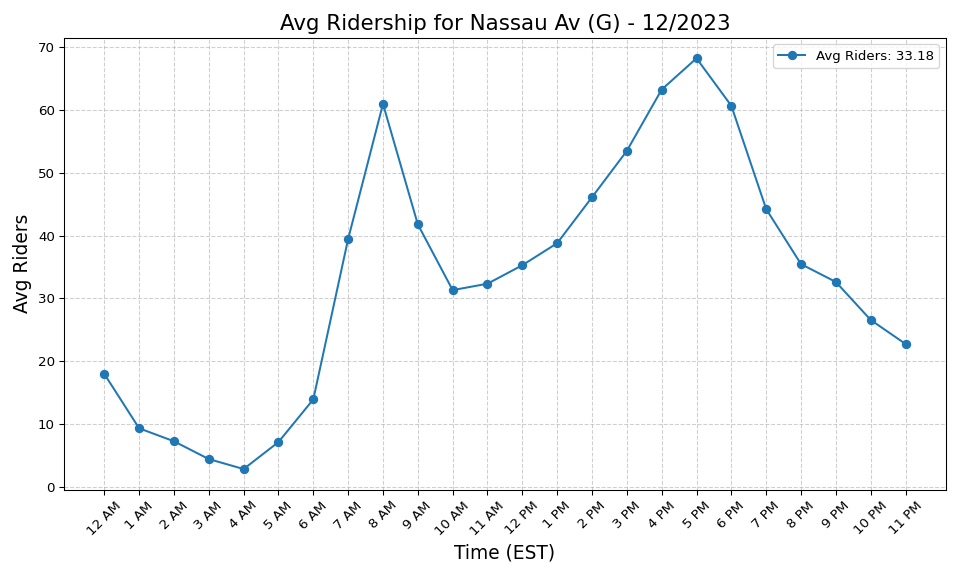 Avg Ridership for Nassau Av (G) - 12/2023
Avg Riders: 33.18
Avg Riders
70
60
50
40
30
20
10
0
12 AM
1 AM
2 AM
3 AM
4 AM
5 AM
6 AM
7 AM
8 AM
9 AM
10 AM
11 AM
12 PM
1 PM
2 PM
3 PM
4 PM
5 PM
6 PM
7 PM
8 PM
9 PM
10 PM
11 PM
Time (EST)